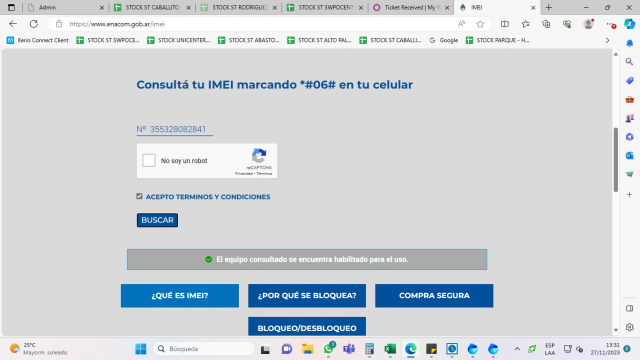 Admin
STOCK ST CABALLITO
STOCK ST RODRIGUE
STOCK ST SWPOCENT
Ticket Received | My
IMEI
https://www.enacom.gob.ar/imei
Kerio Connect Client
STOCK ST SWPOCE...
STOCK UNICENTER...
STOCK ST ABASTO...
STOCK ST ALTO PAL...
STOCK ST CABALLI...
Google
STOCK PARQUE - H...
Consultá tu IMEI marcando *#06# en tu celular
Nº 355328082841
No soy un robot
reCAPTCHA
Privacidad - Términos
ACEPTO TERMINOS Y CONDICIONES
BUSCAR
El equipo consultado se encuentra habilitado para el uso.
¿QUÉ ES IMEI?
¿POR QUÉ SE BLOQUEA?
COMPRA SEGURA
BLOQUEO/DESBLOQUEO
25°C
Mayorm. soleado
Búsqueda
ESP
LAA
13:31
27/11/2023